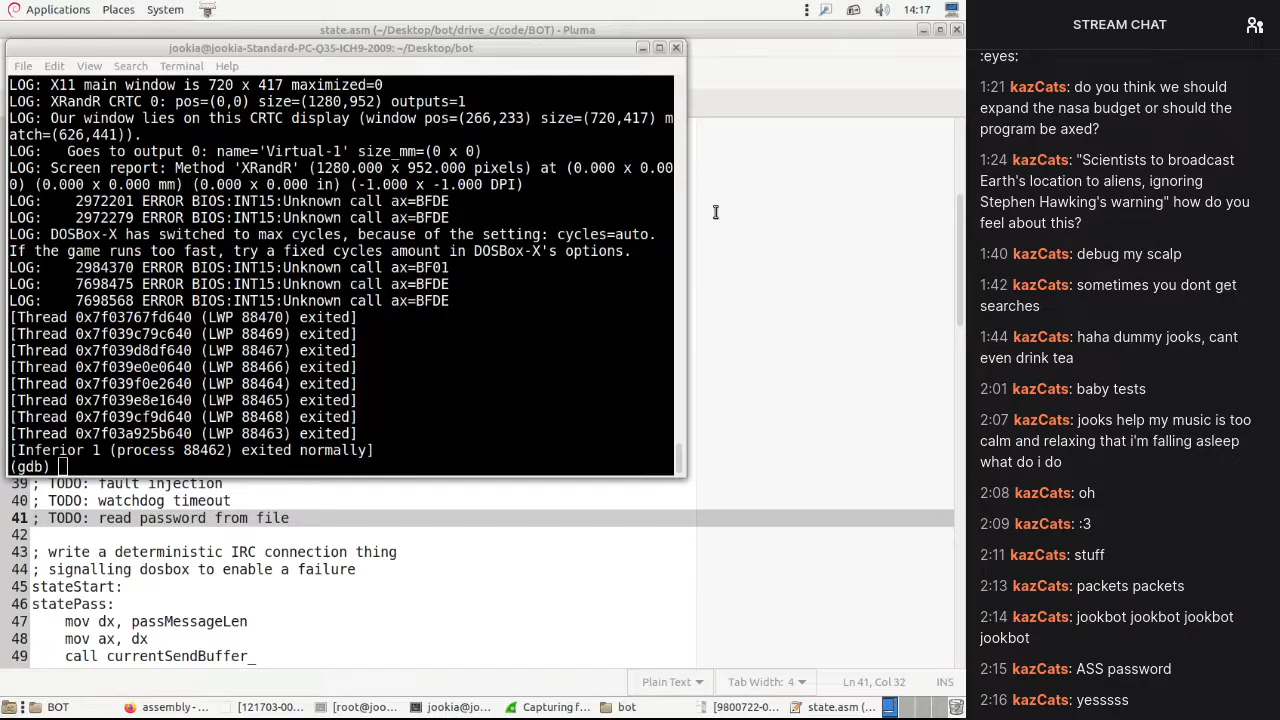 Applications Places System 14:17
state.asm (~/Desktop/bot/drive_c/code/BOT) - Pluma
jookia@jookia-Standard-PC-Q35-ICH9-2009: ~/Desktop/bot
File Edit View Search Terminal Help
LOG: X11 main window is 720 x 417 maximized=0
LOG: XRandR CRTC 0: pos=(0,0) size=(1280,952) outputs=1
LOG: Our window lies on this CRTC display (window pos=(266,233) size=(720,417) m
atch=(626,441)).
LOG:   Goes to output 0: name='Virtual-1' size_mm=(0 x 0)
LOG: Screen report: Method 'XRandR' (1280.000 x 952.000 pixels) at (0.000 x 0.00
0) (0.000 x 0.000 mm) (0.000 x 0.000 in) (-1.000 x -1.000 DPI)
LOG:    2972201 ERROR BIOS:INT15:Unknown call ax=BFDE
LOG:    2972279 ERROR BIOS:INT15:Unknown call ax=BFDE
LOG: DOSBox-X has switched to max cycles, because of the setting: cycles=auto.
If the game runs too fast, try a fixed cycles amount in DOSBox-X's options.
LOG:    2984370 ERROR BIOS:INT15:Unknown call ax=BF01
LOG:    7698475 ERROR BIOS:INT15:Unknown call ax=BFDE
LOG:    7698568 ERROR BIOS:INT15:Unknown call ax=BFDE
[Thread 0x7f03767fd640 (LWP 88470) exited]
[Thread 0x7f039c79c640 (LWP 88469) exited]
[Thread 0x7f039d8df640 (LWP 88467) exited]
[Thread 0x7f039e0e0640 (LWP 88466) exited]
[Thread 0x7f039f0e2640 (LWP 88464) exited]
[Thread 0x7f039e8e1640 (LWP 88465) exited]
[Thread 0x7f039cf9d640 (LWP 88468) exited]
[Thread 0x7f03a925b640 (LWP 88463) exited]
[Inferior 1 (process 88462) exited normally]
(gdb)
39 ; TODO: fault injection
40 ; TODO: watchdog timeout
41 ; TODO: read password from file
42
43 ; write a deterministic IRC connection thing
44 ; signalling dosbox to enable a failure
45 stateStart:
46 statePass:
47     mov dx, passMessageLen
48     mov ax, dx
49     call currentSendBuffer_
Plain Text Tab Width: 4 Ln 41, Col 32 INS
BOT assembly -... [121703-00... [root@jooki... jookia@jo... Capturing f... bot [9800722-0... state.asm (...
STREAM CHAT
:eyes:
1:21 kazCats: do you think we should
expand the nasa budget or should the
program be axed?
1:24 kazCats: "Scientists to broadcast
Earth's location to aliens, ignoring
Stephen Hawking's warning" how do you
feel about this?
1:40 kazCats: debug my scalp
1:42 kazCats: sometimes you dont get
searches
1:44 kazCats: haha dummy jooks, cant
even drink tea
2:01 kazCats: baby tests
2:07 kazCats: jooks help my music is too
calm and relaxing that i'm falling asleep
what do i do
2:08 kazCats: oh
2:09 kazCats: :3
2:11 kazCats: stuff
2:13 kazCats: packets packets
2:14 kazCats: jookbot jookbot jookbot
jookbot
2:15 kazCats: ASS password
2:16 kazCats: yesssss